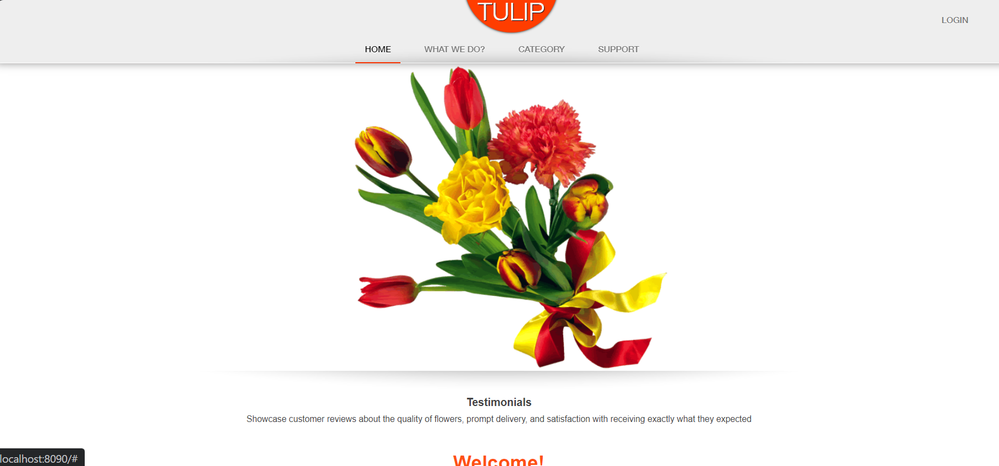 TULIP
LOGIN
HOME
WHAT WE DO?
CATEGORY
SUPPORT
Testimonials
Showcase customer reviews about the quality of flowers, prompt delivery, and satisfaction with receiving exactly what they expected
Welcome!
localhost:8090/#